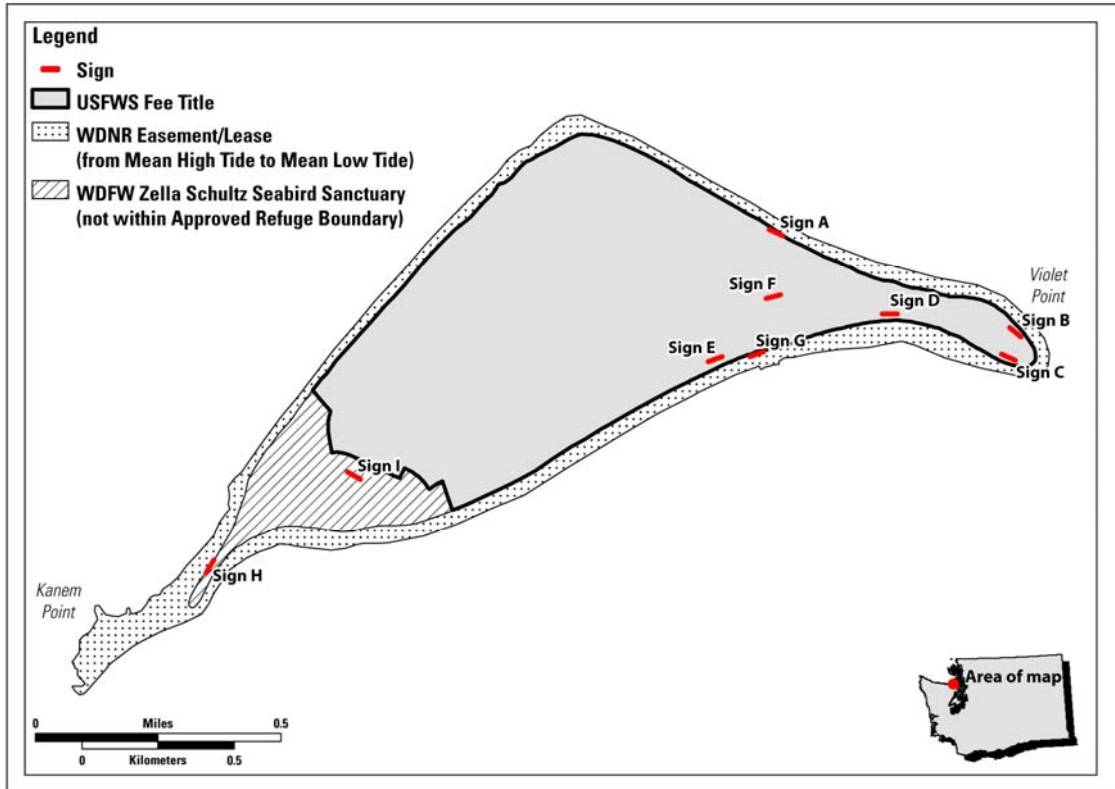 Legend
Sign
USFWS Fee Title
WDNR Easement/Lease
(from Mean High Tide to Mean Low Tide)
WDFW Zella Schultz Seabird Sanctuary
(not within Approved Refuge Boundary)
Sign A
Violet
Point
Sign F
Sign D
Sign B
Sign E
Sign G
Sign C
Sign I
Sign H
Kanem
Point
Area of map
0 Miles 0.5
0 Kilometers 0.5